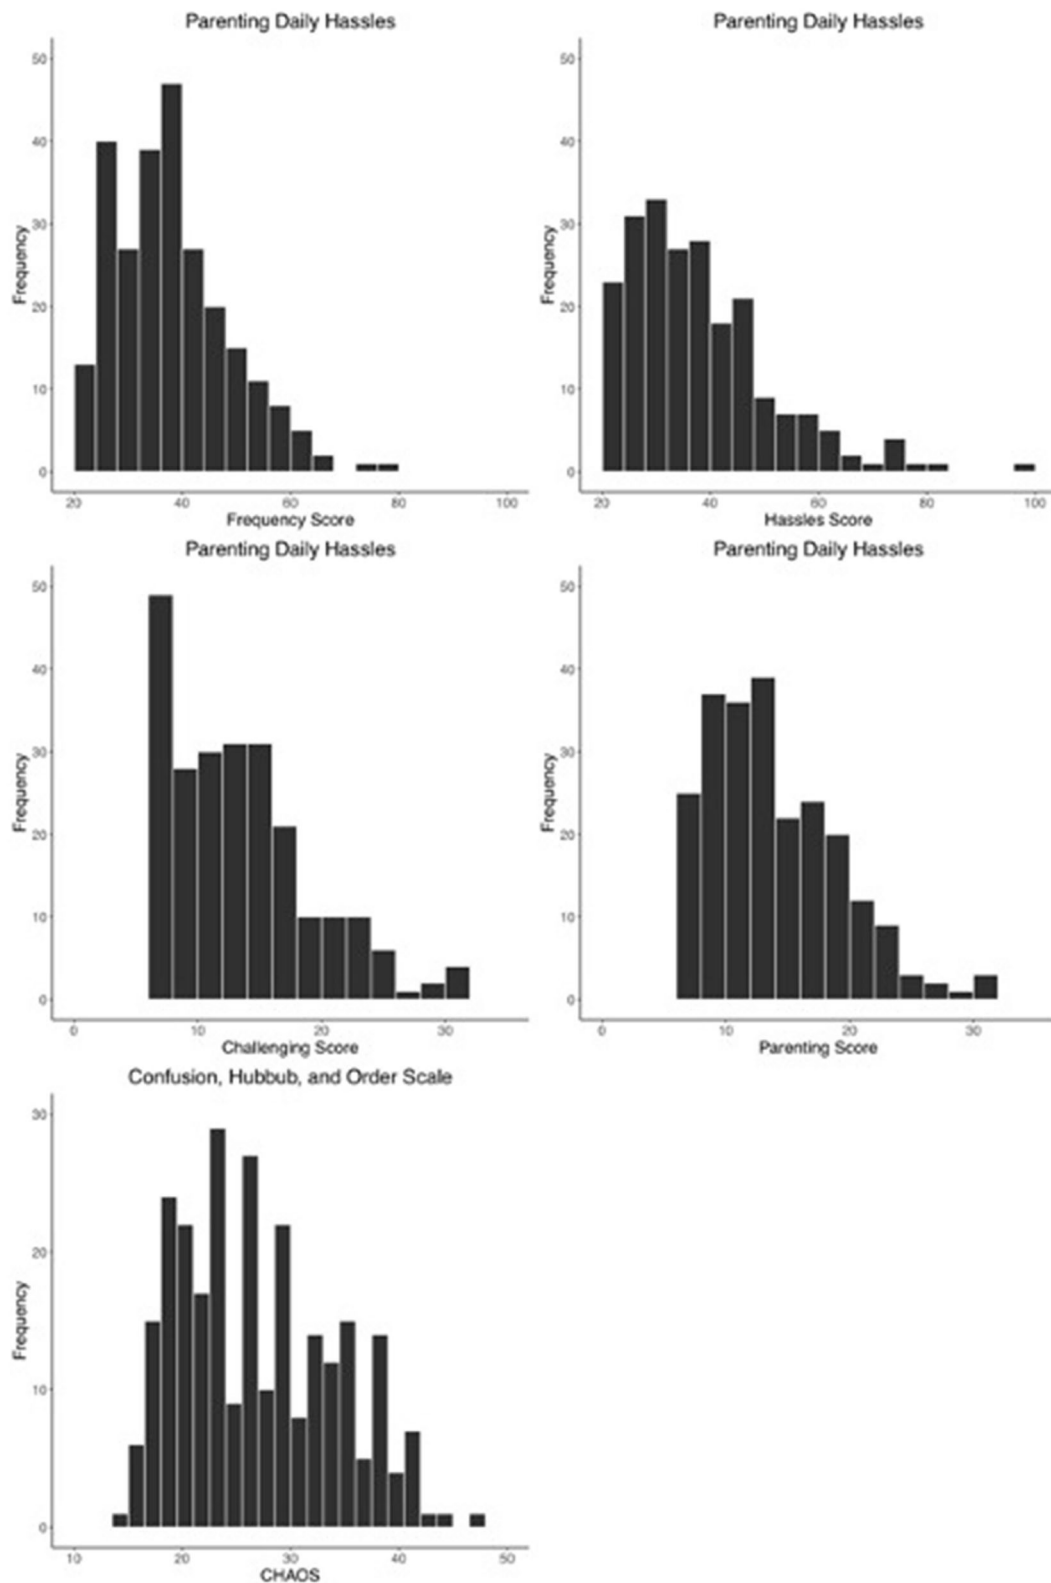 Parenting Daily Hassles
50
40
30
20
10
0
Frequency
20 40 60 80 100
Frequency Score
Parenting Daily Hassles
50
40
30
20
10
0
Frequency
20 40 60 80 100
Hassles Score
Parenting Daily Hassles
50
40
30
20
10
0
Frequency
0 10 20 30
Challenging Score
Parenting Daily Hassles
50
40
30
20
10
0
Frequency
0 10 20 30
Parenting Score
Confusion, Hubbub, and Order Scale
30
20
10
0
Frequency
10 20 30 40 50
CHAOS